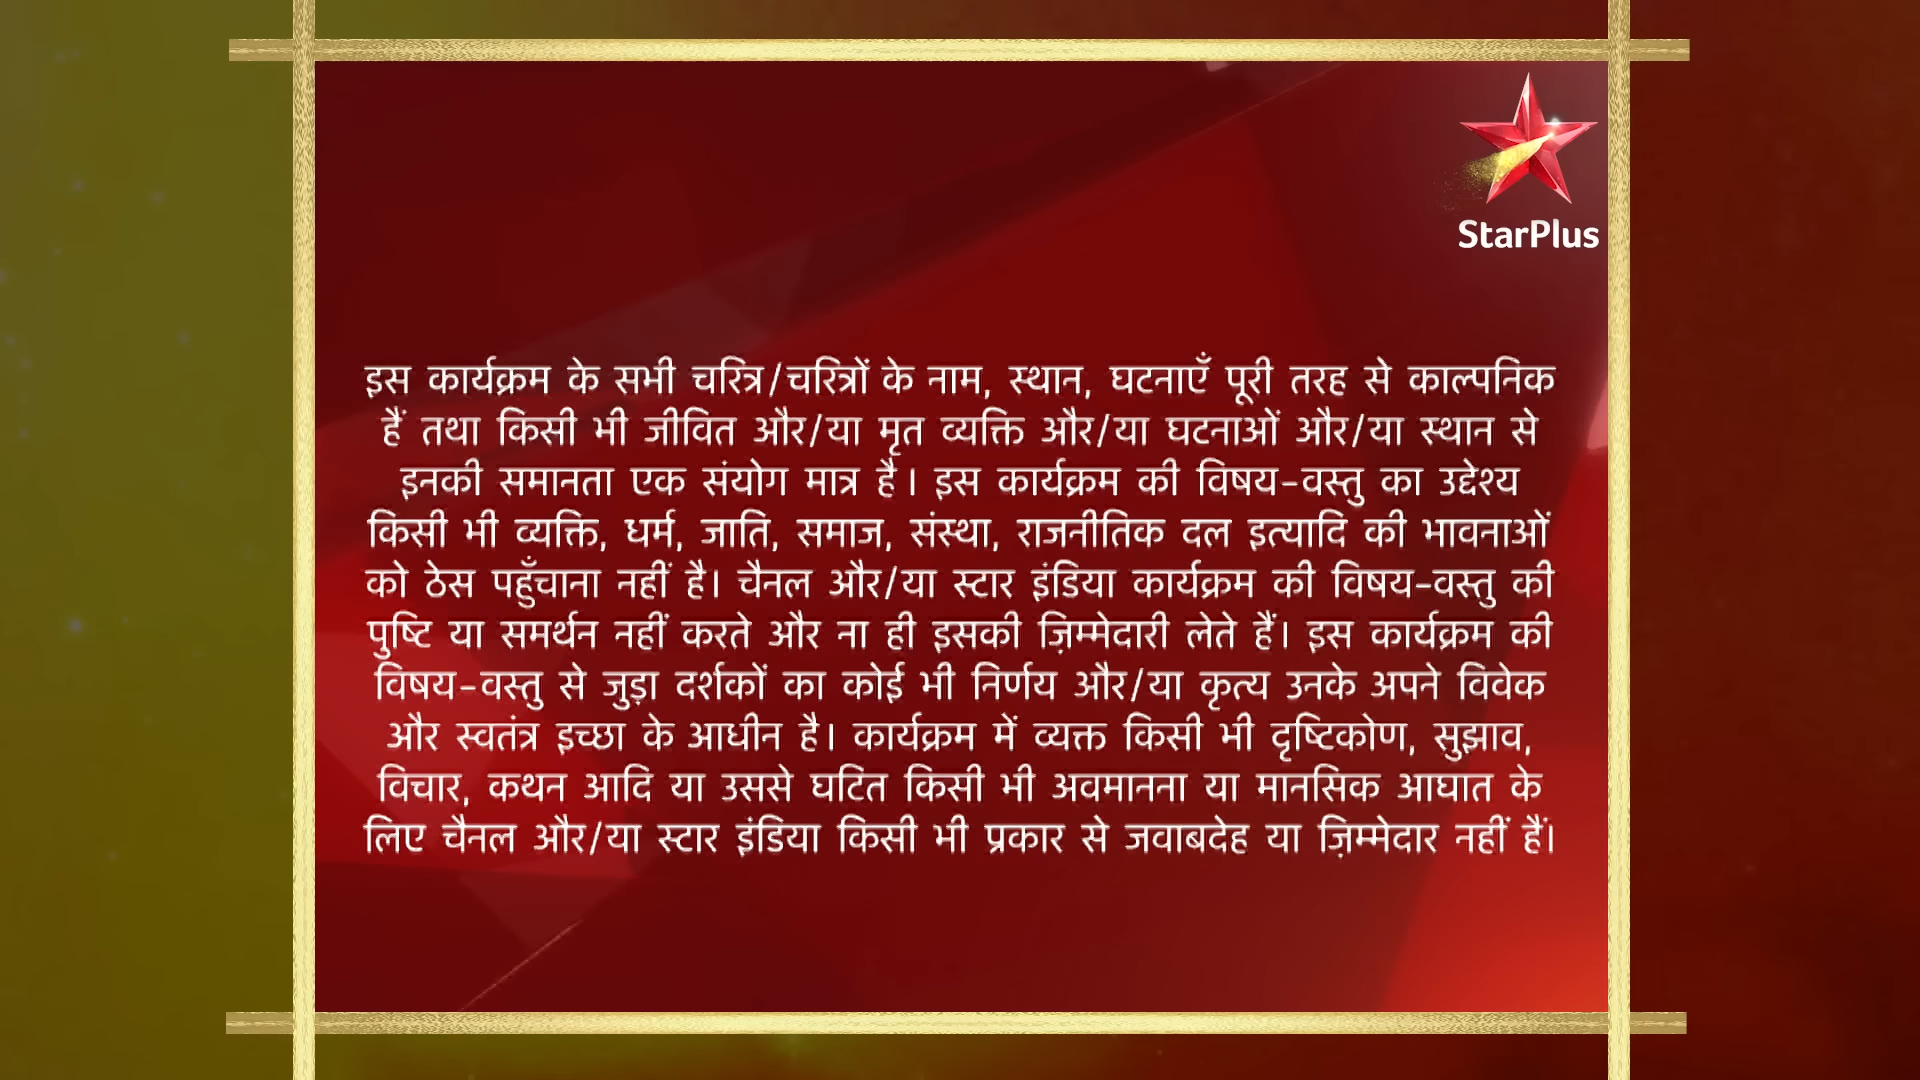 StarPlus
इस कार्यक्रम के सभी चरित्र/चरित्रों के नाम, स्थान, घटनाएँ पूरी तरह से काल्पनिक
हैं तथा किसी भी जीवित और/या मृत व्यक्ति और/या घटनाओं और/या स्थान से
इनकी समानता एक संयोग मात्र है। इस कार्यक्रम की विषय-वस्तु का उद्देश्य
किसी भी व्यक्ति, धर्म, जाति, समाज, संस्था, राजनीतिक दल इत्यादि की भावनाओं
को ठेस पहुँचाना नहीं है। चैनल और/या स्टार इंडिया कार्यक्रम की विषय-वस्तु की
पुष्टि या समर्थन नहीं करते और ना ही इसकी ज़िम्मेदारी लेते हैं। इस कार्यक्रम की
विषय-वस्तु से जुड़ा दर्शकों का कोई भी निर्णय और/या कृत्य उनके अपने विवेक
और स्वतंत्र इच्छा के आधीन है। कार्यक्रम में व्यक्त किसी भी दृष्टिकोण, सुझाव,
विचार, कथन आदि या उससे घटित किसी भी अवमानना या मानसिक आघात के
लिए चैनल और/या स्टार इंडिया किसी भी प्रकार से जवाबदेह या ज़िम्मेदार नहीं हैं।